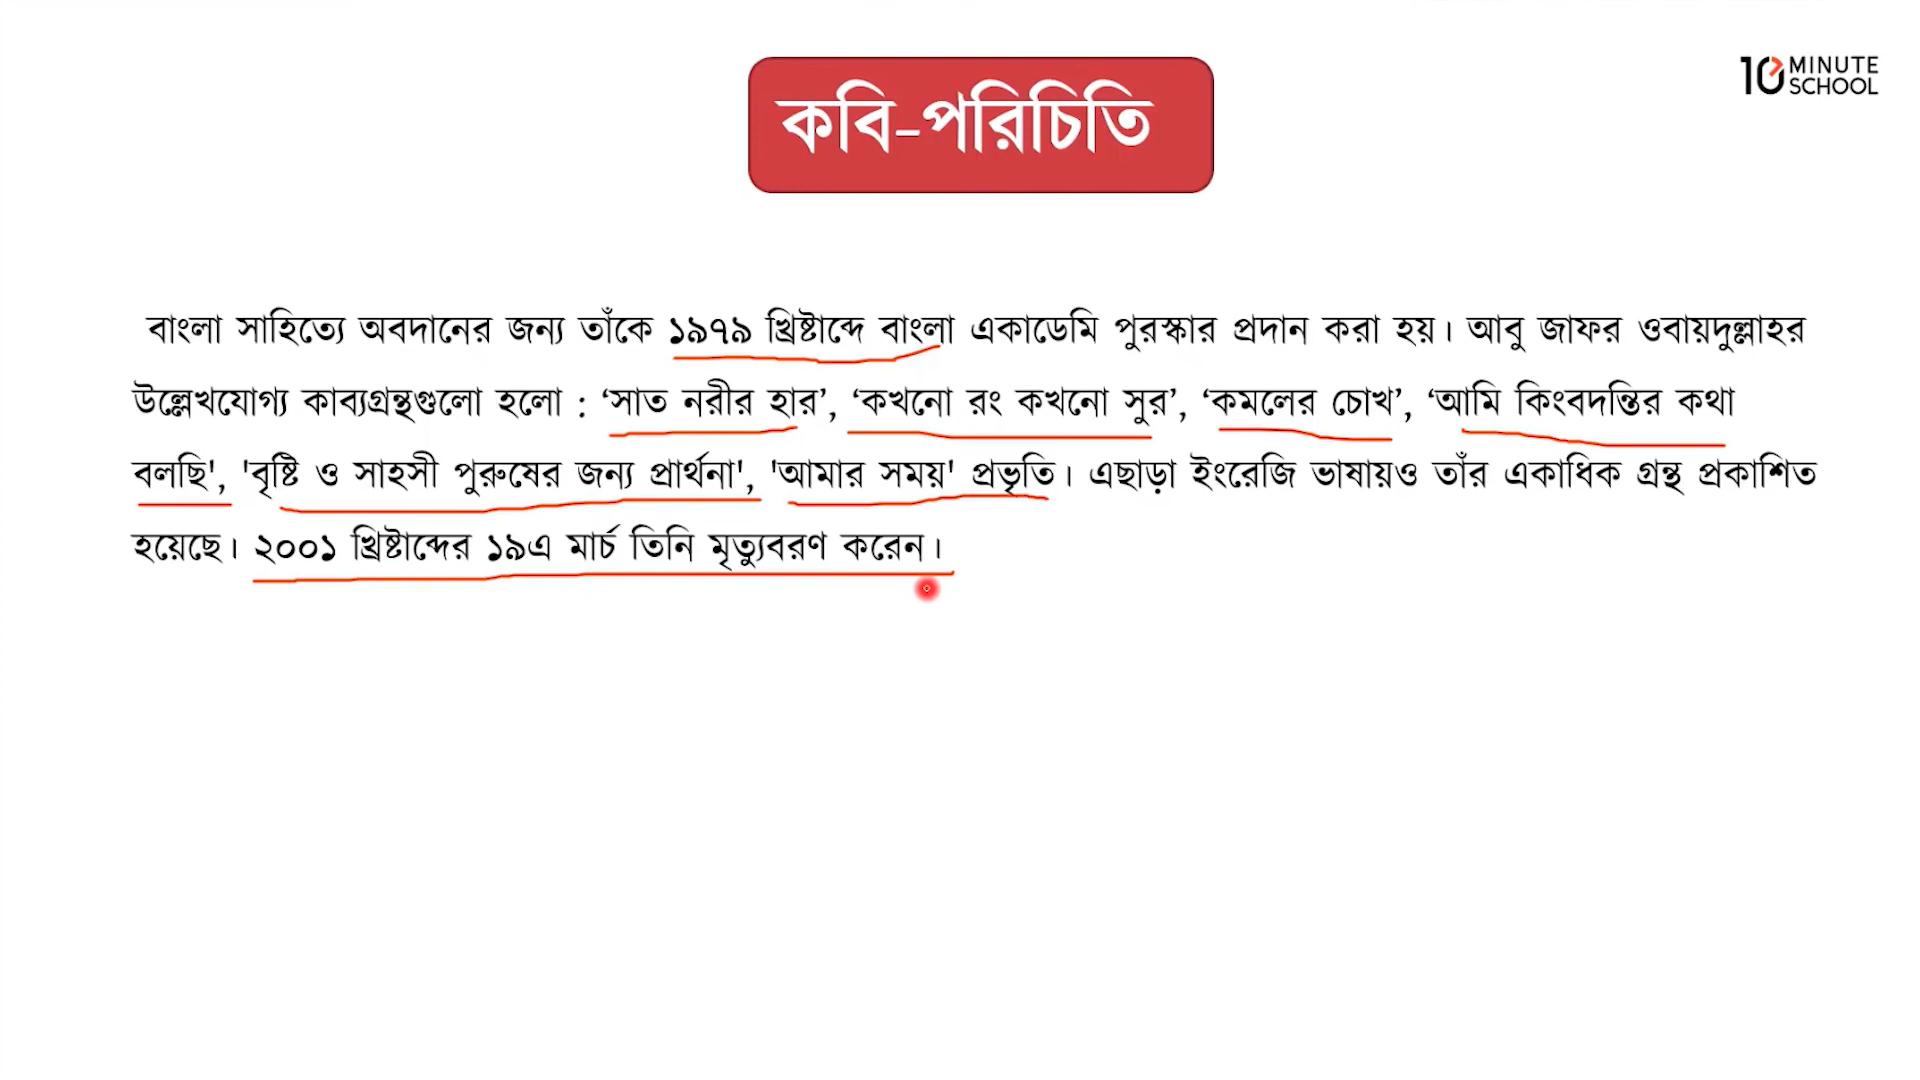 কবি-পরিচিতি
10 MINUTE SCHOOL
বাংলা সাহিত্যে অবদানের জন্য তাঁকে ১৯৭৯ খ্রিষ্টাব্দে বাংলা একাডেমি পুরস্কার প্রদান করা হয়। আবু জাফর ওবায়দুল্লাহর
উল্লেখযোগ্য কাব্যগ্রন্থগুলো হলো : ‘সাত নরীর হার’, ‘কখনো রং কখনো সুর’, ‘কমলের চোখ’, ‘আমি কিংবদন্তির কথা
বলছি', 'বৃষ্টি ও সাহসী পুরুষের জন্য প্রার্থনা', 'আমার সময়' প্রভৃতি। এছাড়া ইংরেজি ভাষায়ও তাঁর একাধিক গ্রন্থ প্রকাশিত
হয়েছে। ২০০১ খ্রিষ্টাব্দের ১৯এ মার্চ তিনি মৃত্যুবরণ করেন।